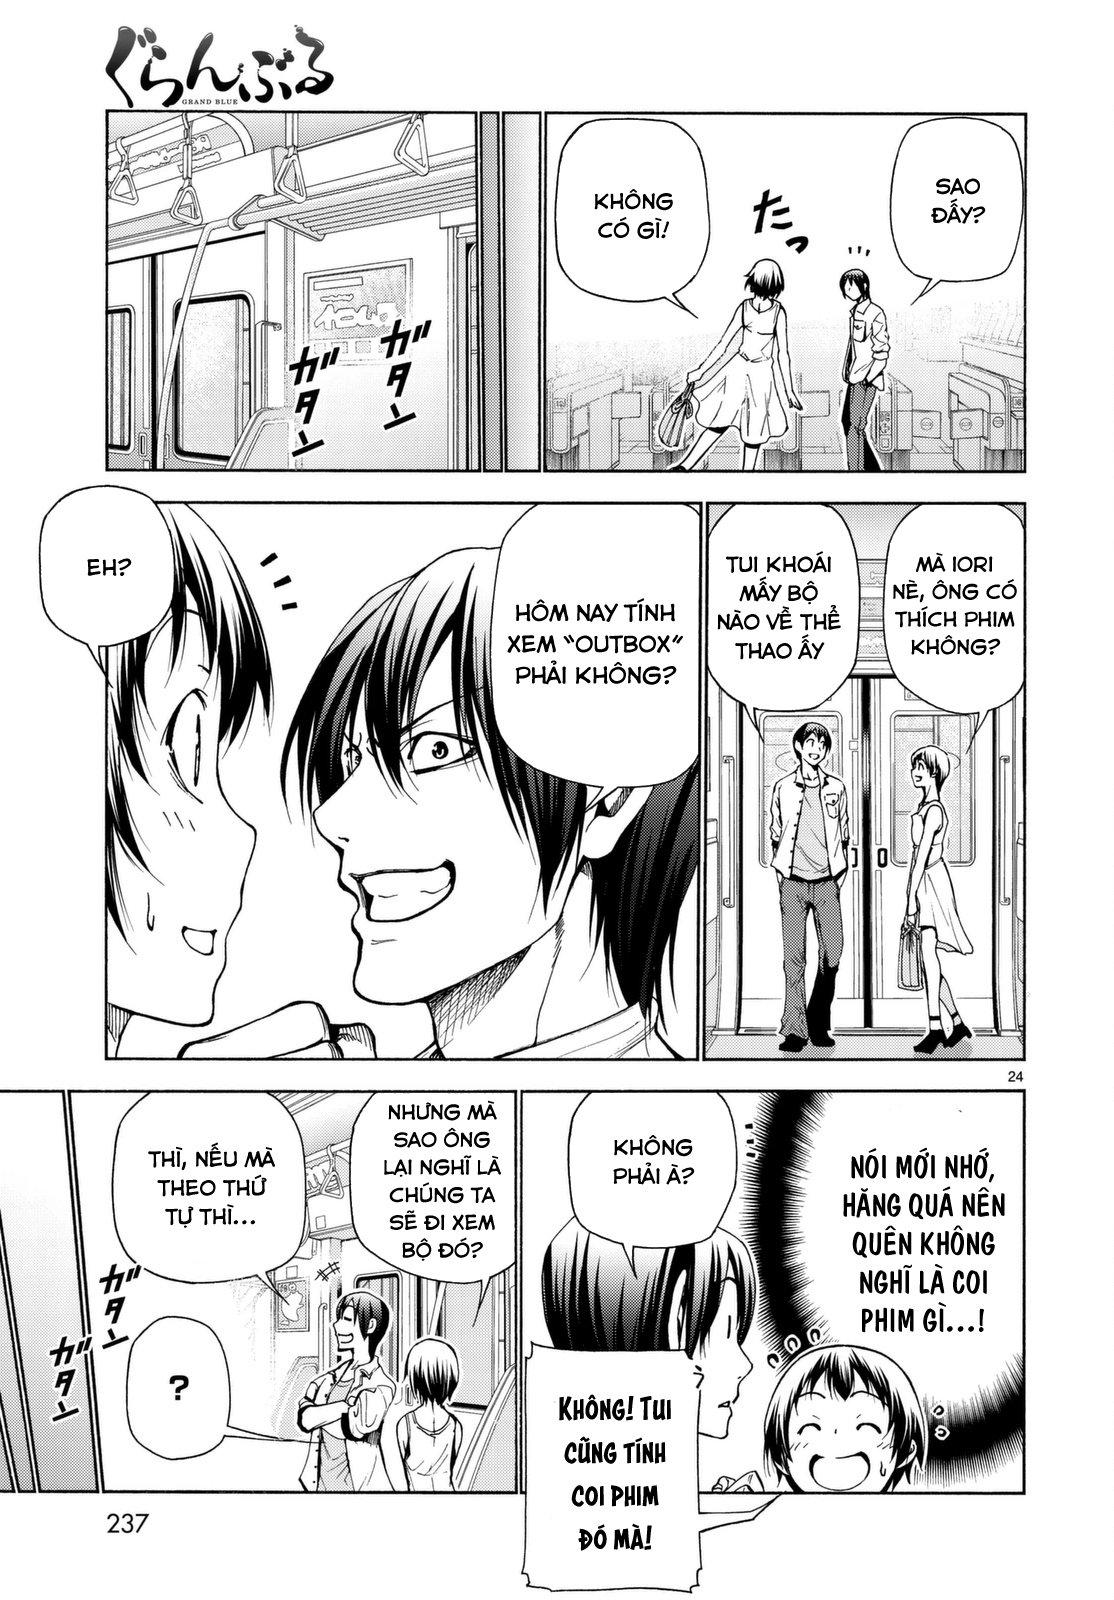 ぐらんぶる
GRAND BLUE
SAO
ĐẤY?
KHÔNG
CÓ GÌ!
たっ
ガタン
ガタン
MÀ IORI
NÈ, ÔNG CÓ
THÍCH PHIM
KHÔNG?
TUI KHOÁI
MẤY BỘ
NÀO VỀ THỂ
THAO ẤY
HÔM NAY TÍNH
XEM “OUTBOX”
PHẢI KHÔNG?
EH?
24
NÓI MỚI NHỚ,
HĂNG QUÁ NÊN
QUÊN KHÔNG
NGHĨ LÀ COI
PHIM GÌ...!
KHÔNG
PHẢI À?
KHÔNG! TUI
CŨNG TÍNH
COI PHIM
ĐÓ MÀ!
NHƯNG MÀ
SAO ÔNG
LẠI NGHĨ LÀ
CHÚNG TA
SẼ ĐI XEM
BỘ ĐÓ?
THÌ, NẾU MÀ
THEO THỨ
TỰ THÌ...
?
ガタン
ガタン
237